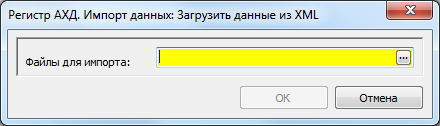 Регистр АХД. Импорт данных: Загрузить данные из XML
Файлы для импорта:
...
OK
Отмена